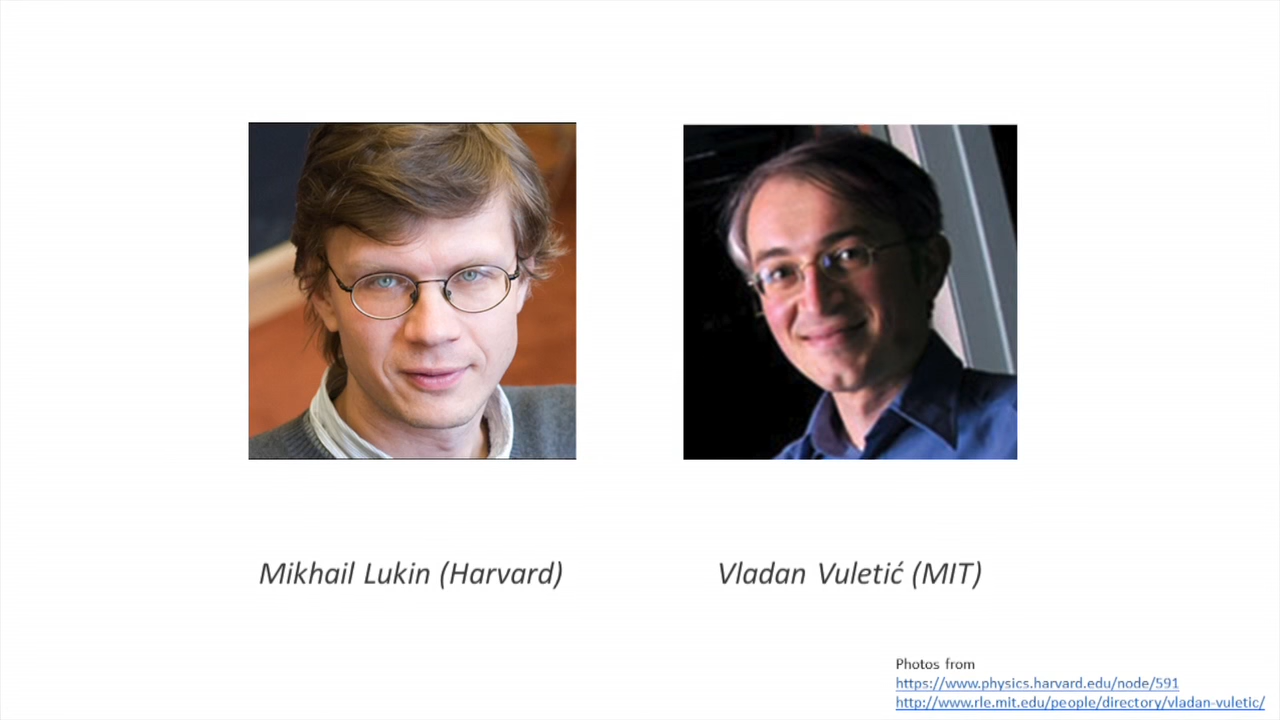 Mikhail Lukin (Harvard)
Vladan Vuletić (MIT)
Photos from
https://www.physics.harvard.edu/node/591
http://www.rle.mit.edu/people/directory/vladan-vuletic/